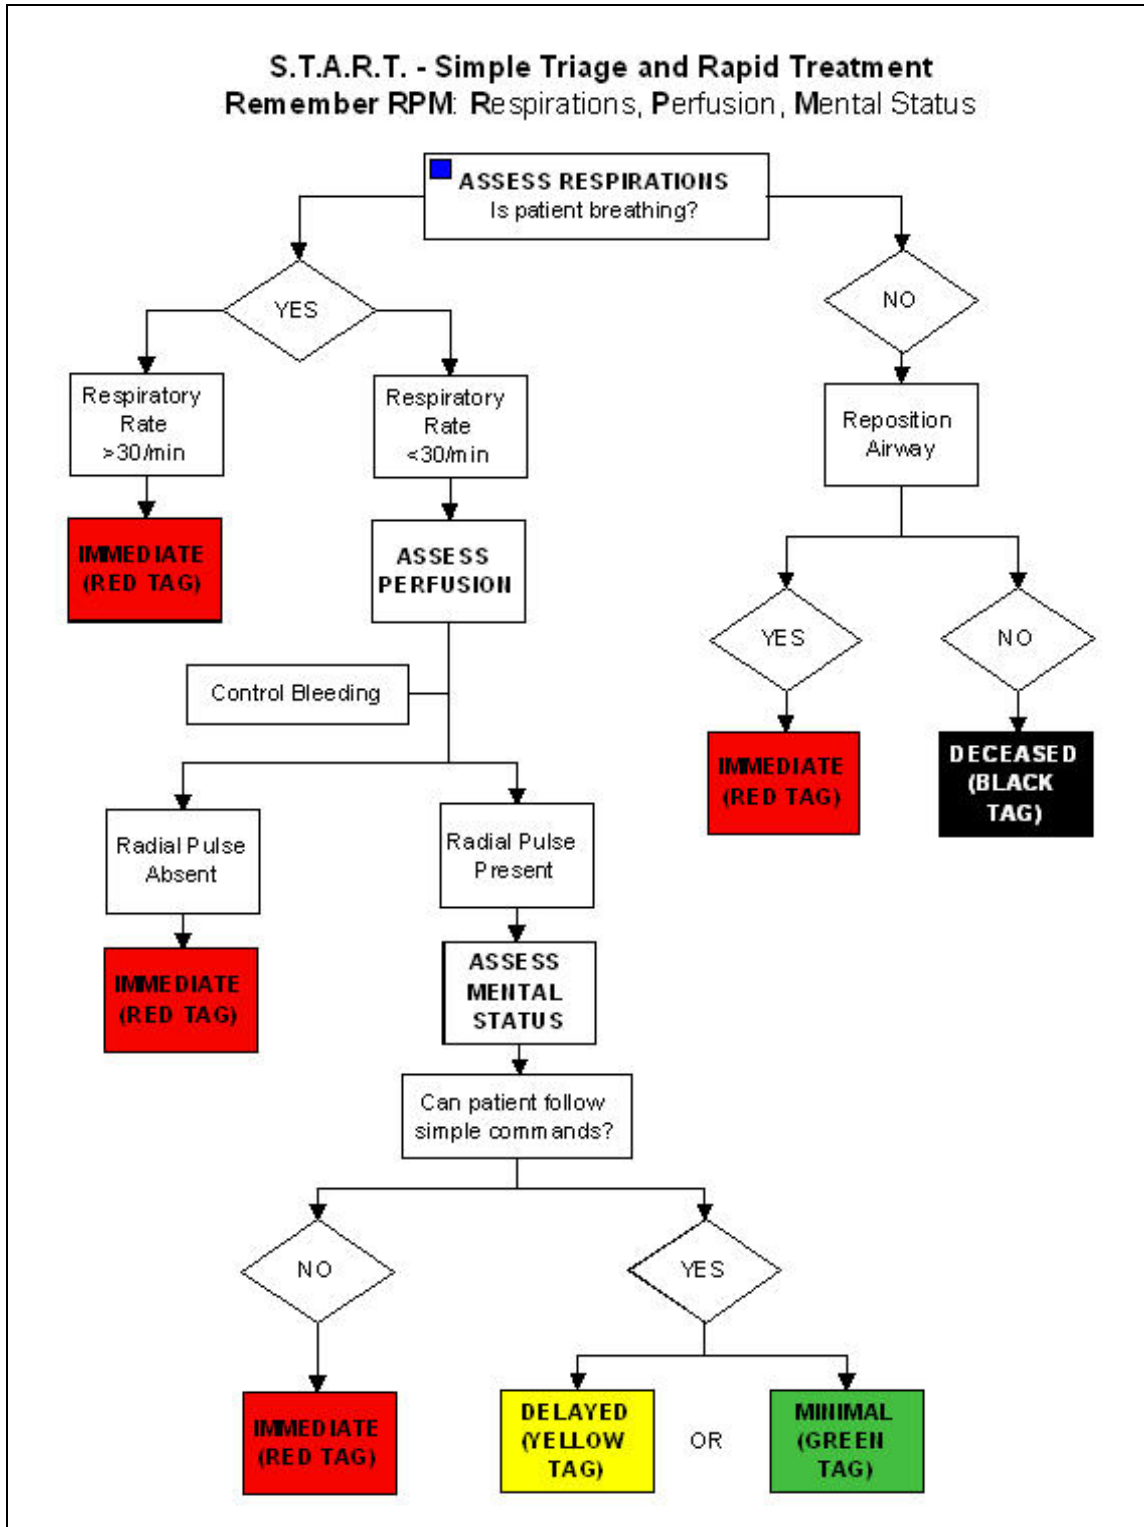 S.T.A.R.T. - Simple Triage and Rapid Treatment
Remember RPM: Respirations, Perfusion, Mental Status
ASSESS RESPIRATIONS
Is patient breathing?
YES
NO
Respiratory
Rate
>30/min
Respiratory
Rate
<30/min
Reposition
Airway
IMMEDIATE
(RED TAG)
ASSESS
PERFUSION
YES
NO
Control Bleeding
IMMEDIATE
(RED TAG)
DECEASED
(BLACK
TAG)
Radial Pulse
Absent
Radial Pulse
Present
IMMEDIATE
(RED TAG)
ASSESS
MENTAL
STATUS
Can patient follow
simple commands?
NO
YES
IMMEDIATE
(RED TAG)
DELAYED
(YELLOW
TAG)
OR
MINIMAL
(GREEN
TAG)